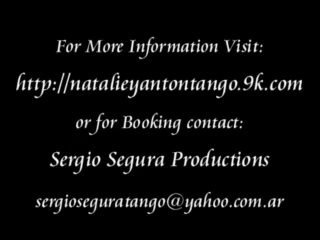 For More Information Visit:
http://natalieyantontango.9k.com
or for Booking contact:
Sergio Segura Productions
sergioseguratango@yahoo.com.ar